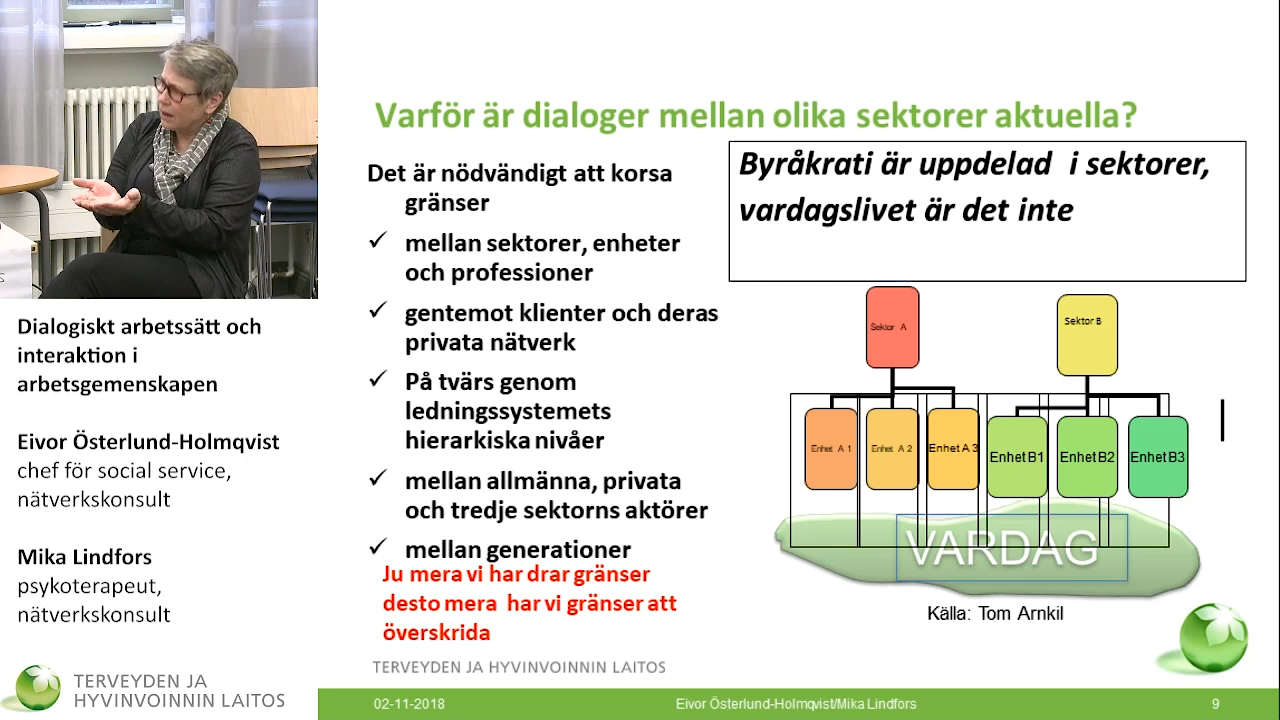 Varför är dialoger mellan olika sektorer aktuella?
Det är nödvändigt att korsa
gränser
✓ mellan sektorer, enheter
och professioner
✓ gentemot klienter och deras
privata nätverk
✓ På tvärs genom
ledningssystemets
hierarkiska nivåer
✓ mellan allmänna, privata
och tredje sektorns aktörer
✓ mellan generationer
Ju mera vi har drar gränser
desto mera har vi gränser att
överskrida
TERVEYDEN JA HYVINVOINNIN LAITOS
Byråkrati är uppdelad i sektorer,
vardagslivet är det inte
Sektor A
Sektor B
Enhet A 1
Enhet A 2
Enhet A 3
Enhet B1
Enhet B2
Enhet B3
VARDAG
Källa: Tom Arnkil
Dialogiskt arbetssätt och
interaktion i
arbetsgemenskapen
Eivor Österlund-Holmqvist
chef för social service,
nätverkskonsult
Mika Lindfors
psykoterapeut,
nätverkskonsult
TERVEYDEN JA
HYVINVOINNIN LAITOS
02-11-2018
Eivor Österlund-Holmqvist/Mika Lindfors
9